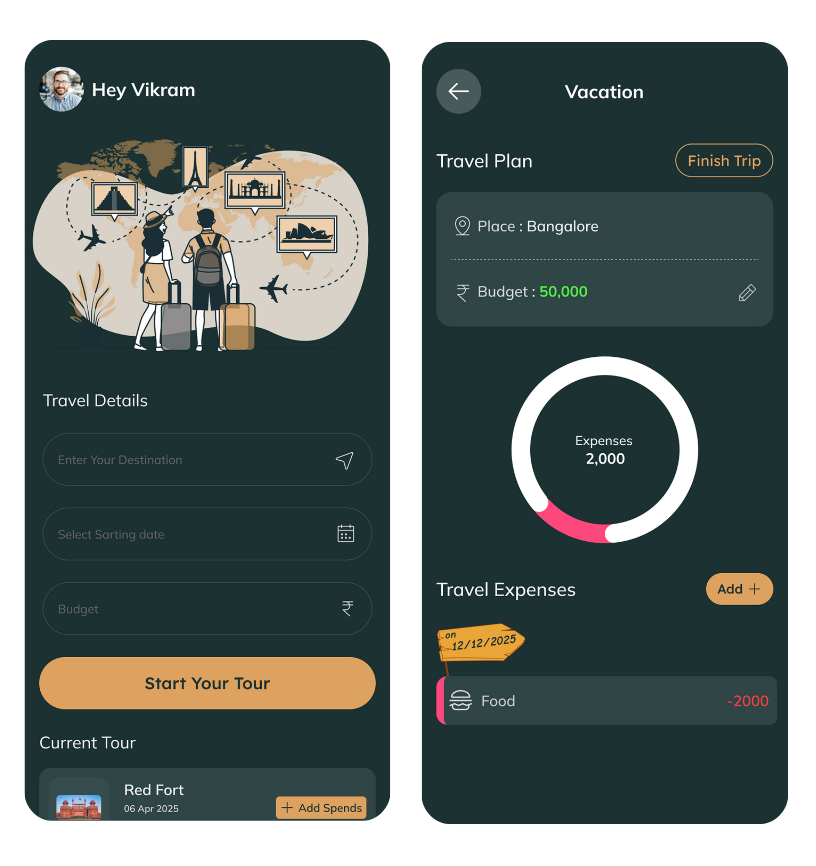 Hey Vikram
Travel Details
Enter Your Destination
Select Sarting date
Budget
₹
Start Your Tour
Current Tour
Red Fort
06 Apr 2025
+ Add Spends
Vacation
Travel Plan
Finish Trip
Place : Bangalore
₹ Budget : 50,000
Expenses
2,000
Travel Expenses
Add +
on
12/12/2025
Food
-2000